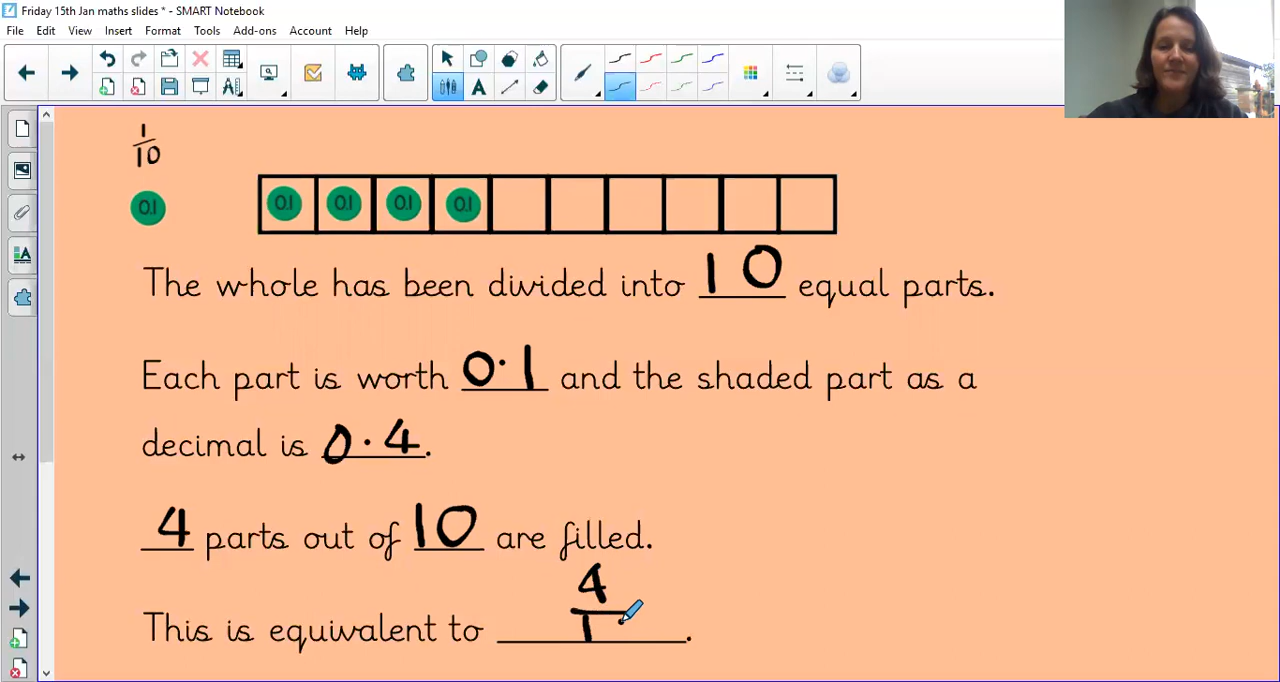 Friday 15th Jan maths slides * - SMART Notebook
File Edit View Insert Format Tools Add-ons Account Help
1
10
0.1
0.1 0.1 0.1 0.1
The whole has been divided into 10 equal parts.
Each part is worth 0.1 and the shaded part as a
decimal is 0.4.
4 parts out of 10 are filled.
4
This is equivalent to 1.